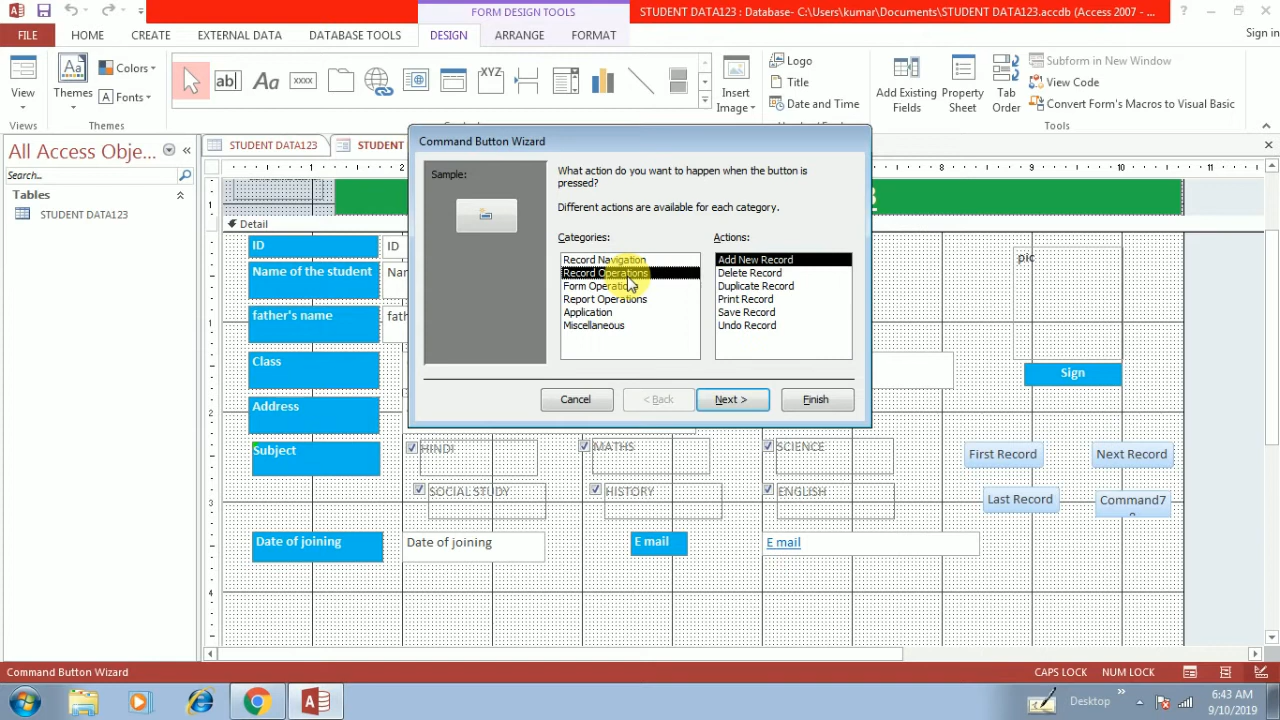 FORM DESIGN TOOLS
STUDENT DATA123 : Database- C:\Users\kumar\Documents\STUDENT DATA123.accdb (Access 2007 - ...
FILE
HOME
CREATE
EXTERNAL DATA
DATABASE TOOLS
DESIGN
ARRANGE
FORMAT
Sign in
View
Themes
Colors
Fonts
ab|
Aa
xxxx
XYZ
Insert
Image
Logo
Title
Date and Time
Add Existing
Fields
Property
Sheet
Tab
Order
Subform in New Window
View Code
Convert Form's Macros to Visual Basic
Views
Themes
Tools
All Access Obje...
Search...
Tables
STUDENT DATA123
STUDENT DATA123
STUDENT
Detail
Command Button Wizard
Sample:
What action do you want to happen when the button is
pressed?
Different actions are available for each category.
Categories:
Actions:
Record Navigation
Record Operations
Form Operations
Report Operations
Application
Miscellaneous
Add New Record
Delete Record
Duplicate Record
Print Record
Save Record
Undo Record
Cancel
< Back
Next >
Finish
ID
ID
Name of the student
Nam
father's name
fath
Class
Address
Subject
HINDI
MATHS
SCIENCE
SOCIAL STUDY
HISTORY
ENGLISH
Date of joining
Date of joining
E mail
E mail
pic
Sign
First Record
Next Record
Last Record
Command7
Command Button Wizard
CAPS LOCK
NUM LOCK
Desktop
6:43 AM
9/10/2019